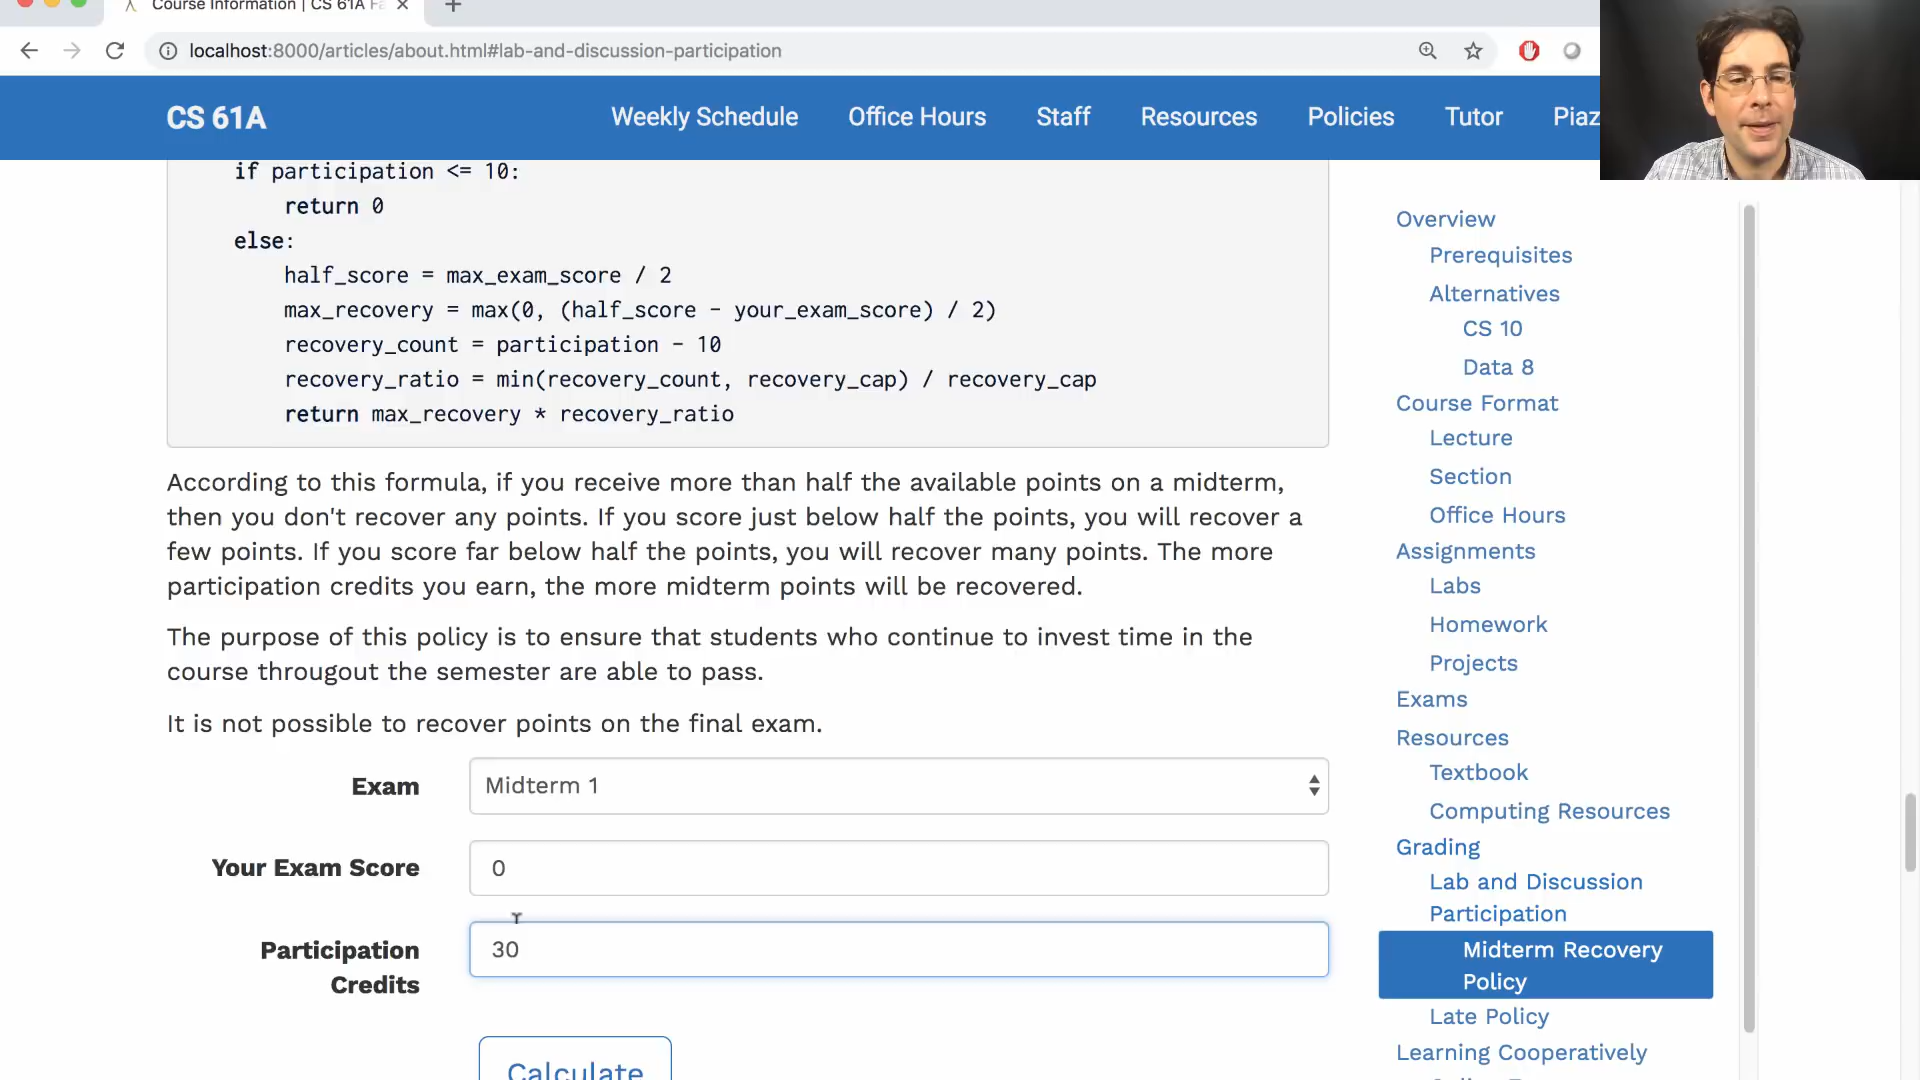 Course Information | CS 61A Fa
localhost:8000/articles/about.html#lab-and-discussion-participation
CS 61A
Weekly Schedule
Office Hours
Staff
Resources
Policies
Tutor
Piaz
if participation <= 10:
return 0
else:
half_score = max_exam_score / 2
max_recovery = max(0, (half_score - your_exam_score) / 2)
recovery_count = participation - 10
recovery_ratio = min(recovery_count, recovery_cap) / recovery_cap
return max_recovery * recovery_ratio
According to this formula, if you receive more than half the available points on a midterm,
then you don't recover any points. If you score just below half the points, you will recover a
few points. If you score far below half the points, you will recover many points. The more
participation credits you earn, the more midterm points will be recovered.
The purpose of this policy is to ensure that students who continue to invest time in the
course througout the semester are able to pass.
It is not possible to recover points on the final exam.
Exam
Midterm 1
Your Exam Score
0
Participation
Credits
30
Calculate
Overview
Prerequisites
Alternatives
CS 10
Data 8
Course Format
Lecture
Section
Office Hours
Assignments
Labs
Homework
Projects
Exams
Resources
Textbook
Computing Resources
Grading
Lab and Discussion
Participation
Midterm Recovery
Policy
Late Policy
Learning Cooperatively